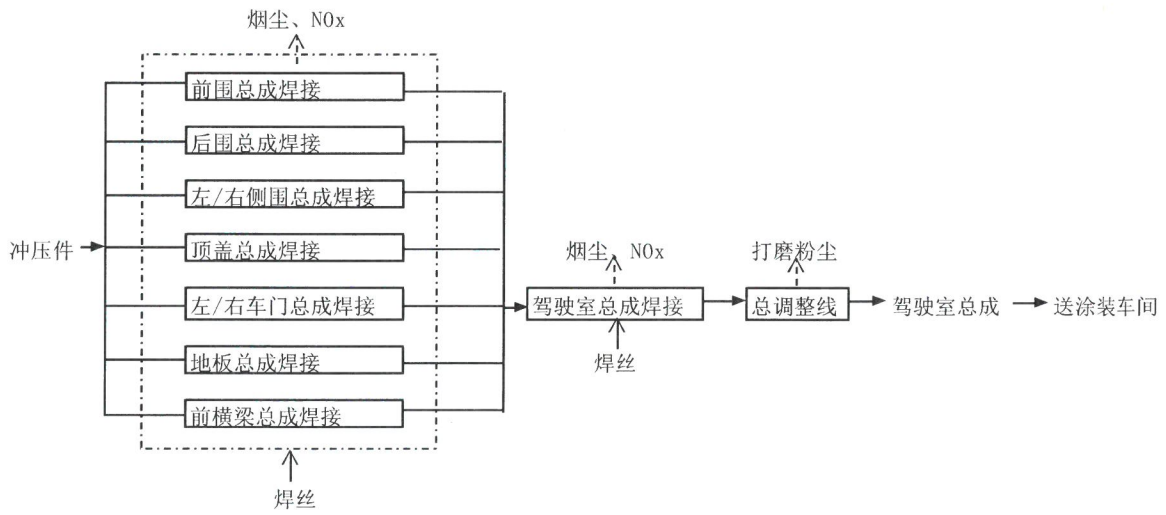 烟尘、NOx
前围总成焊接
后围总成焊接
左/右侧围总成焊接
冲压件
顶盖总成焊接
烟尘、NOx
打磨粉尘
左/右车门总成焊接
驾驶室总成焊接
总调整线
驾驶室总成
送涂装车间
地板总成焊接
焊丝
前横梁总成焊接
焊丝